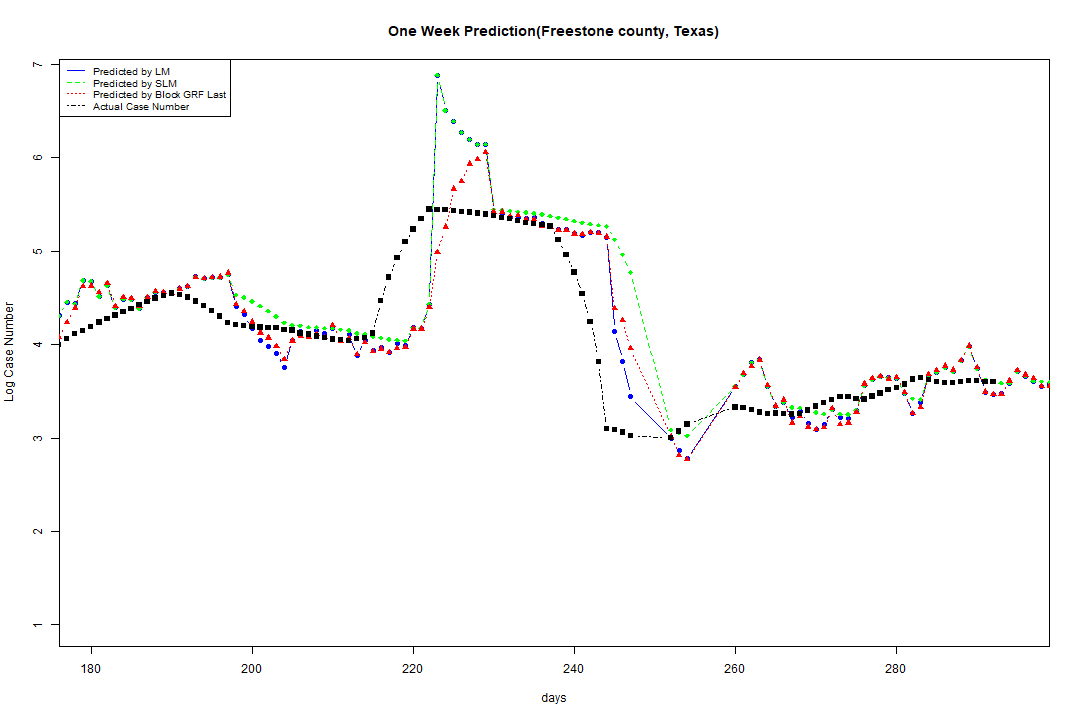 One Week Prediction(Freestone county, Texas)
Predicted by LM
Predicted by SLM
Predicted by Block GRF Last
Actual Case Number
7
6
5
4
3
2
1
Log Case Number
180 200 220 240 260 280
days